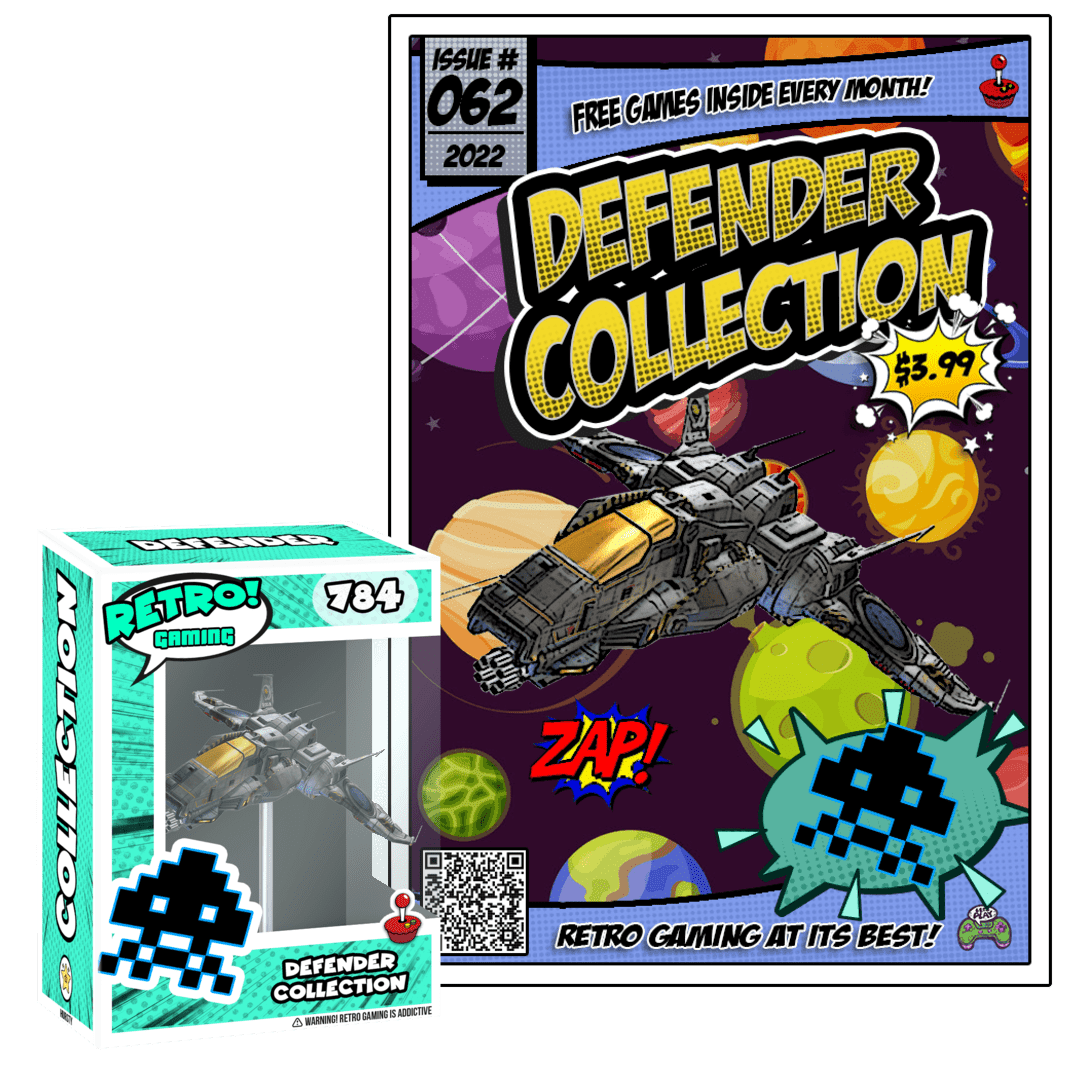 ISSUE #
062
2022
FREE GAMES INSIDE EVERY MONTH!
DEFENDER
COLLECTION
$3.99
ZAP!
RETRO GAMING AT ITS BEST!
PLAY
DEFENDER
COLLECTION
RETRO!
GAMING
784
DEFENDER
COLLECTION
WARNING! RETRO GAMING IS ADDICTIVE